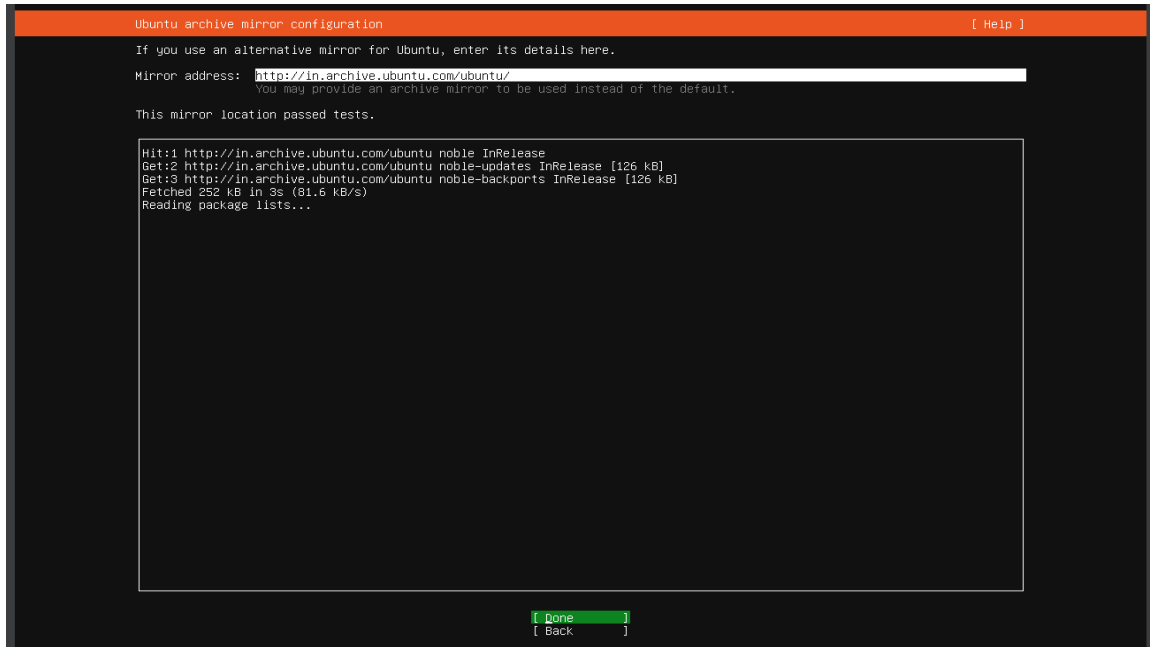 Ubuntu archive mirror configuration [ Help ]
If you use an alternative mirror for Ubuntu, enter its details here.
Mirror address: http://in.archive.ubuntu.com/ubuntu/
You may provide an archive mirror to be used instead of the default.
This mirror location passed tests.
Hit:1 http://in.archive.ubuntu.com/ubuntu noble InRelease
Get:2 http://in.archive.ubuntu.com/ubuntu noble-updates InRelease [126 kB]
Get:3 http://in.archive.ubuntu.com/ubuntu noble-backports InRelease [126 kB]
Fetched 252 kB in 3s (81.6 kB/s)
Reading package lists...
[ Done ]
[ Back ]